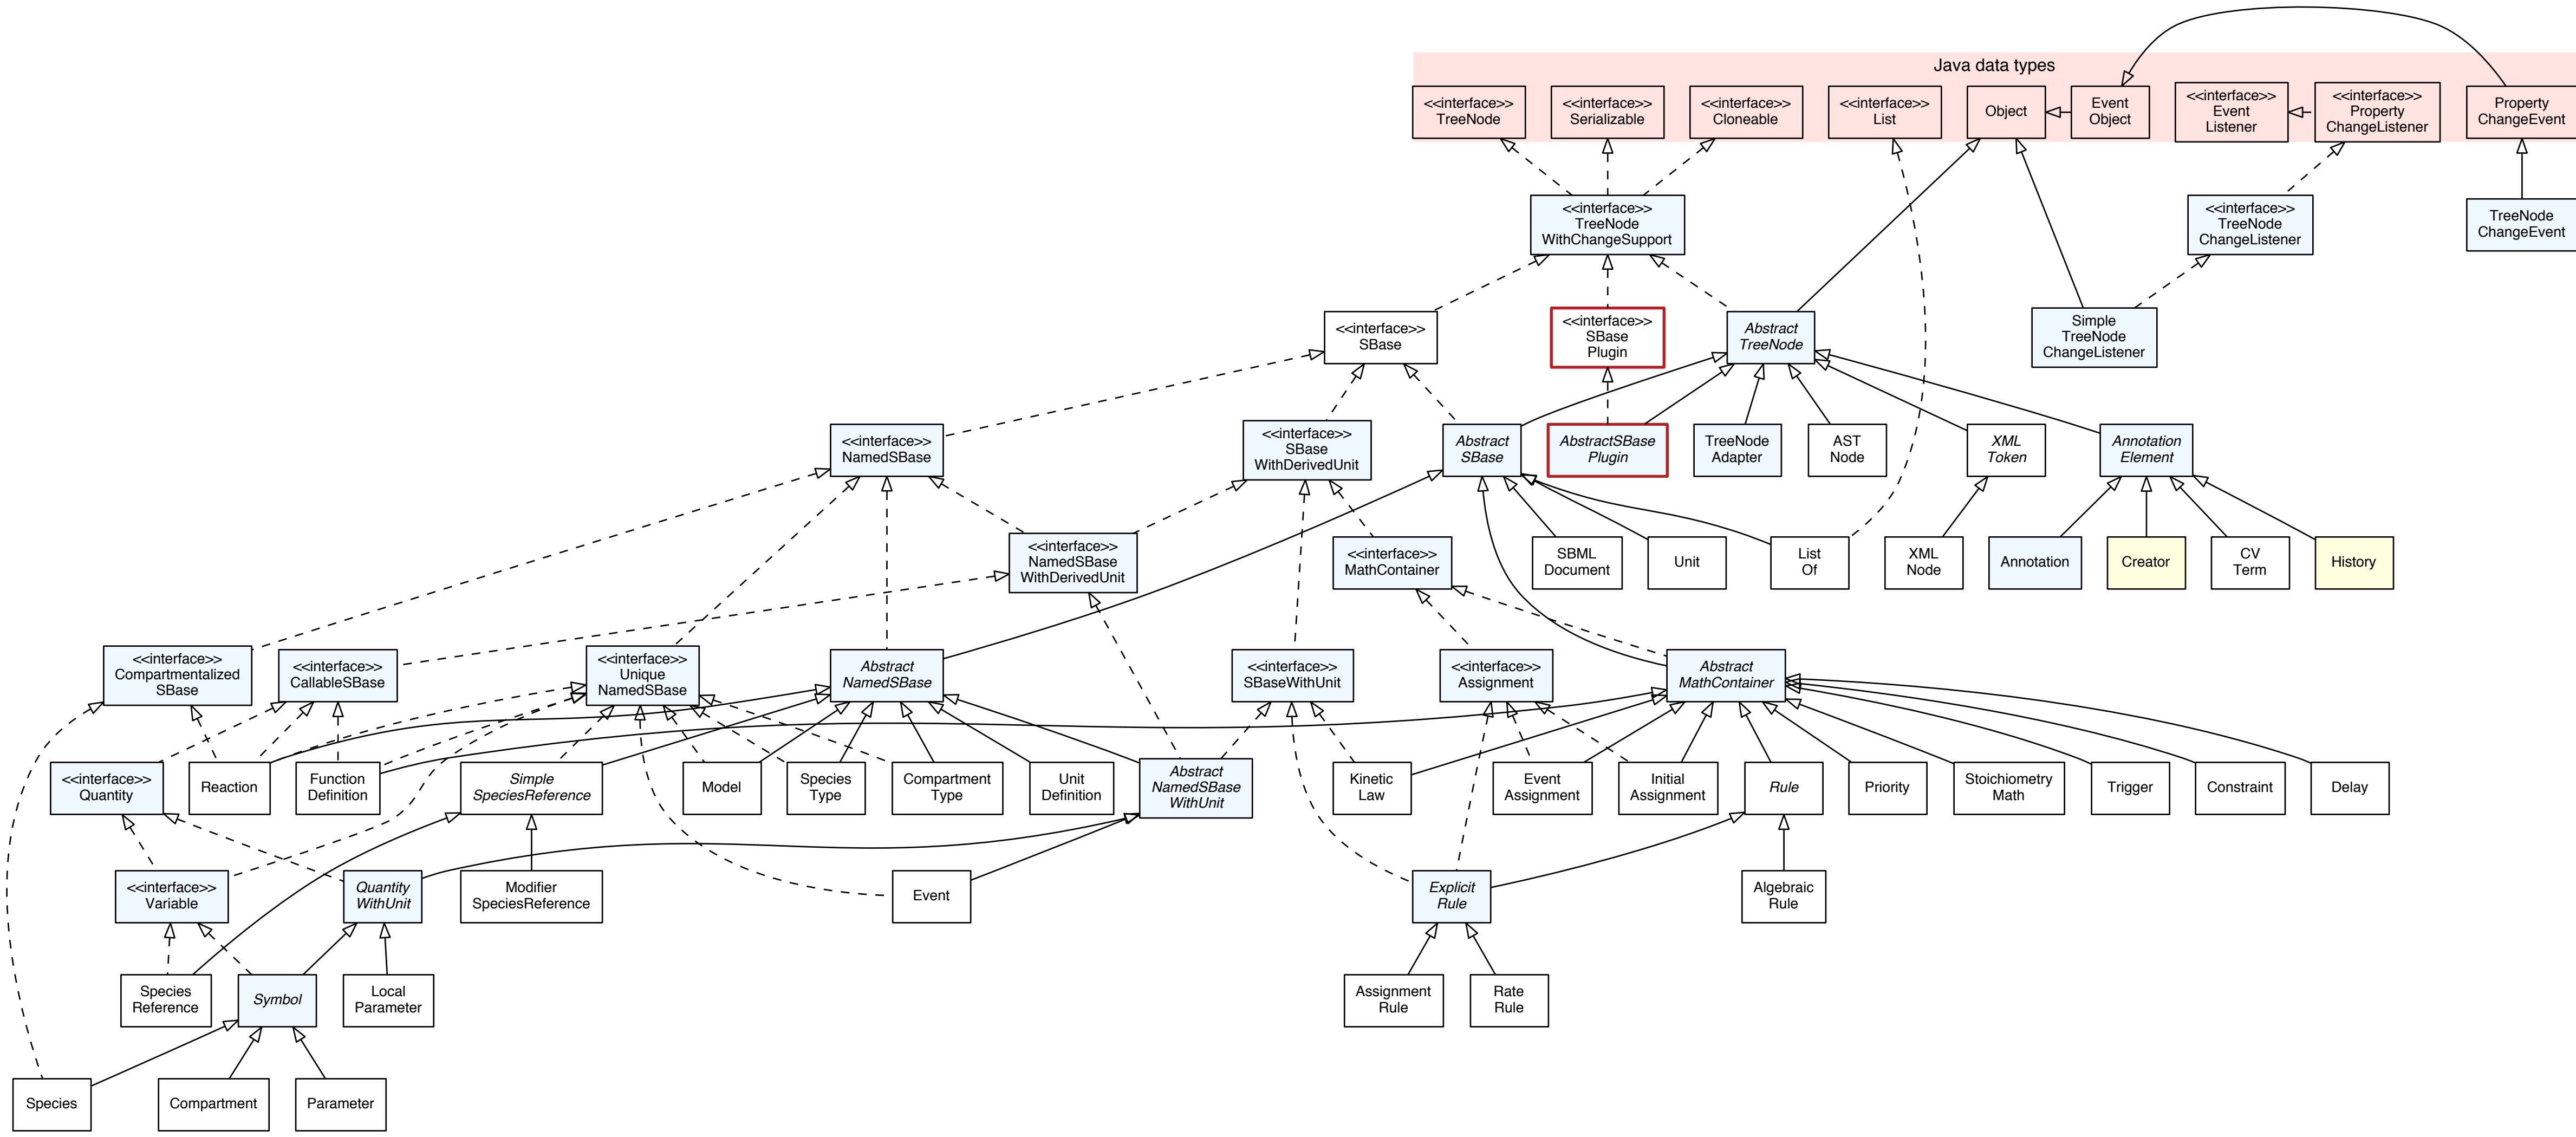 Java data types
<<interface>>
TreeNode
<<interface>>
Serializable
<<interface>>
Cloneable
<<interface>>
List
Object
Event
Object
<<interface>>
Event
Listener
<<interface>>
Property
ChangeListener
Property
ChangeEvent
<<interface>>
TreeNode
WithChangeSupport
<<interface>>
TreeNode
ChangeListener
TreeNode
ChangeEvent
<<interface>>
SBase
<<interface>>
SBase
Plugin
Abstract
TreeNode
Simple
TreeNode
ChangeListener
<<interface>>
NamedSBase
<<interface>>
SBase
WithDerivedUnit
Abstract
SBase
AbstractSBase
Plugin
TreeNode
Adapter
AST
Node
XML
Token
Annotation
Element
<<interface>>
NamedSBase
WithDerivedUnit
<<interface>>
MathContainer
SBML
Document
Unit
List
Of
XML
Node
Annotation
Creator
CV
Term
History
<<interface>>
Compartmentalized
SBase
<<interface>>
CallableSBase
<<interface>>
Unique
NamedSBase
Abstract
NamedSBase
<<interface>>
SBaseWithUnit
<<interface>>
Assignment
Abstract
MathContainer
<<interface>>
Quantity
Reaction
Function
Definition
Simple
SpeciesReference
Model
Species
Type
Compartment
Type
Unit
Definition
Abstract
NamedSBase
WithUnit
Kinetic
Law
Event
Assignment
Initial
Assignment
Rule
Priority
Stoichiometry
Math
Trigger
Constraint
Delay
<<interface>>
Variable
Quantity
WithUnit
Modifier
SpeciesReference
Event
Explicit
Rule
Algebraic
Rule
Species
Reference
Symbol
Local
Parameter
Assignment
Rule
Rate
Rule
Species
Compartment
Parameter